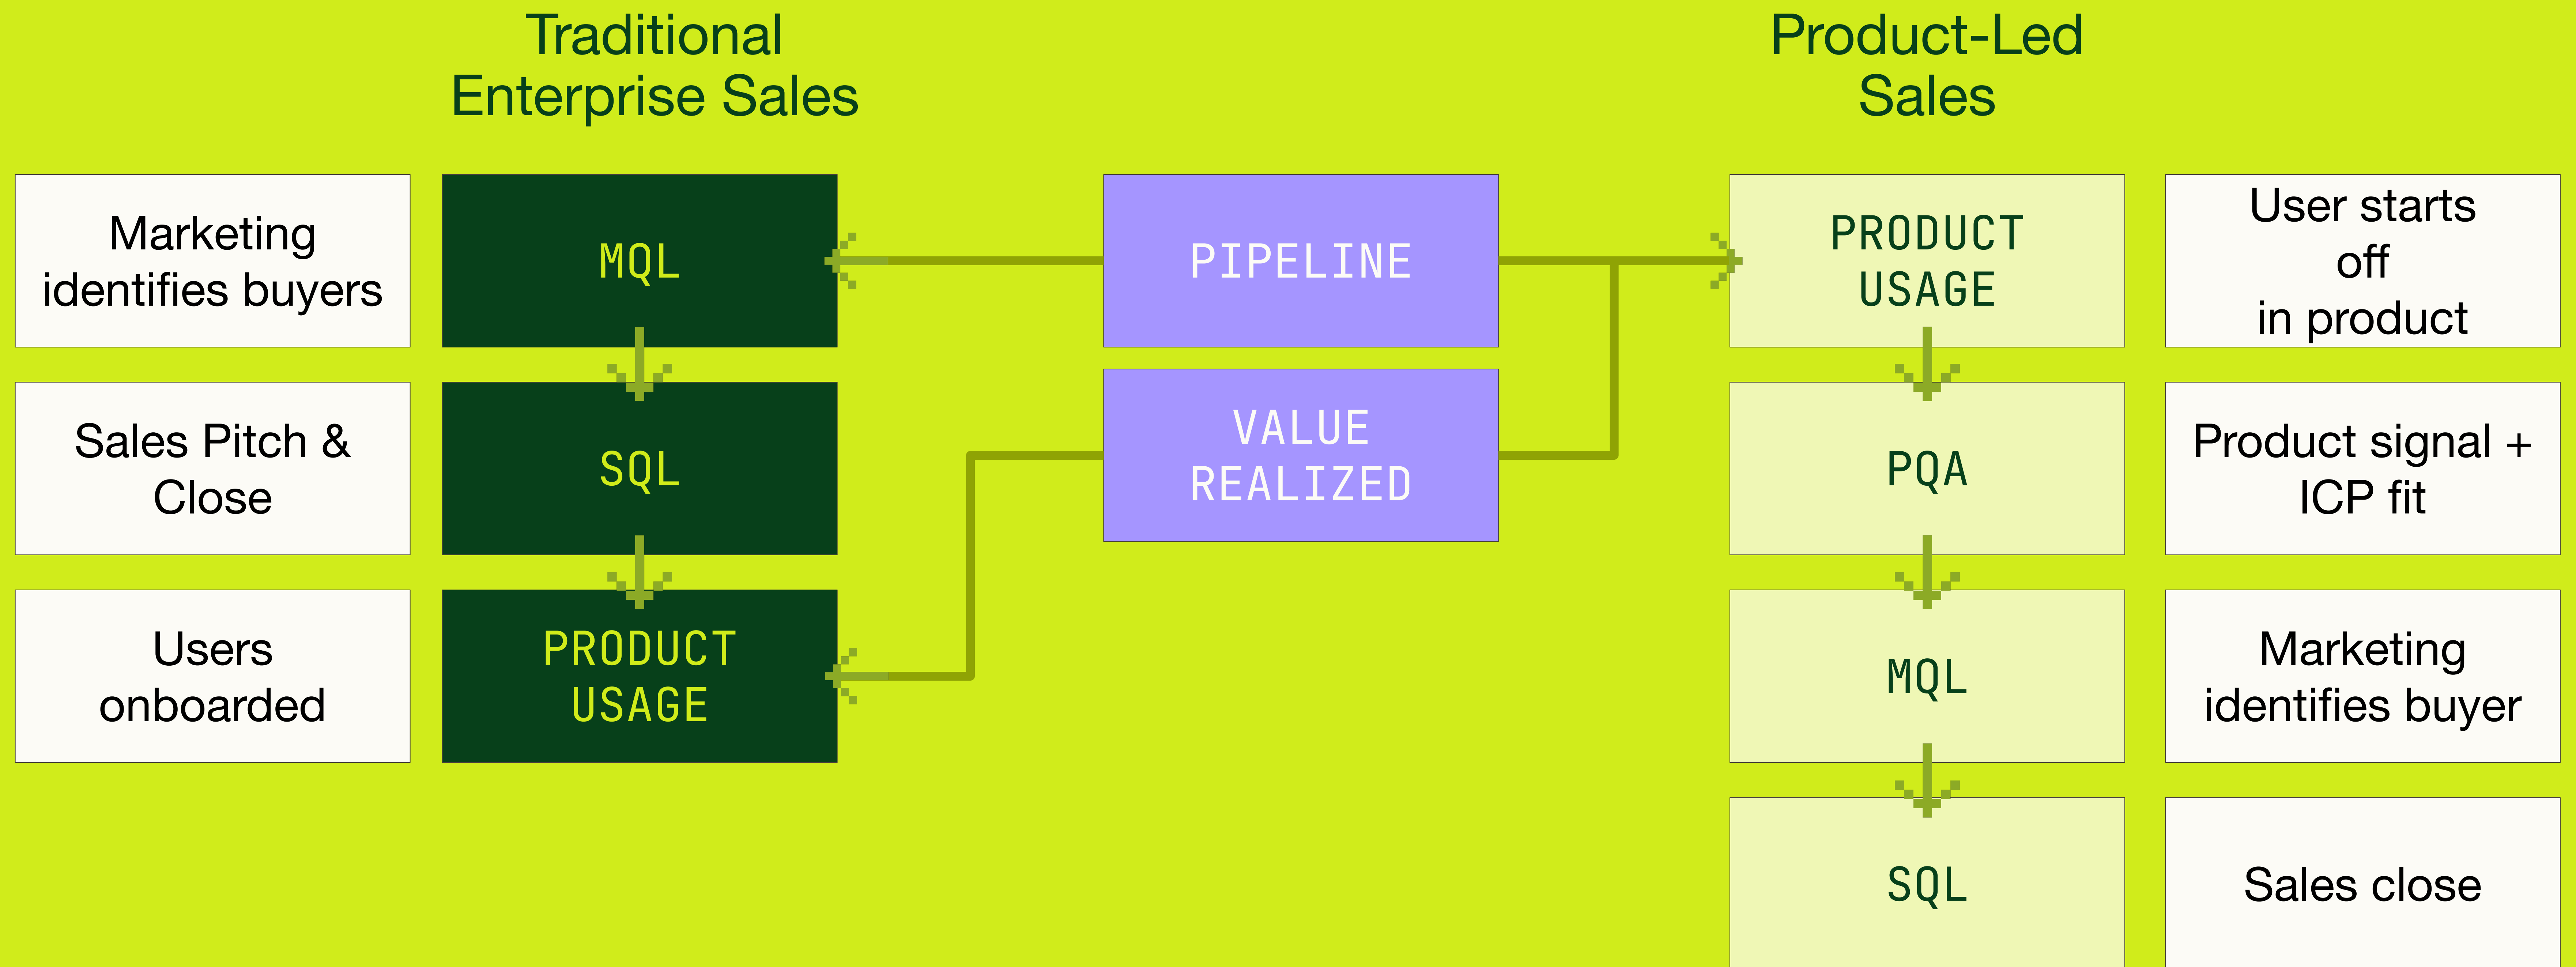 Traditional
Enterprise Sales
Product-Led
Sales
Marketing
identifies buyers
MQL
PIPELINE
PRODUCT
USAGE
User starts
off
in product
Sales Pitch &
Close
SQL
VALUE
REALIZED
PQA
Product signal +
ICP fit
Users
onboarded
PRODUCT
USAGE
MQL
Marketing
identifies buyer
SQL
Sales close